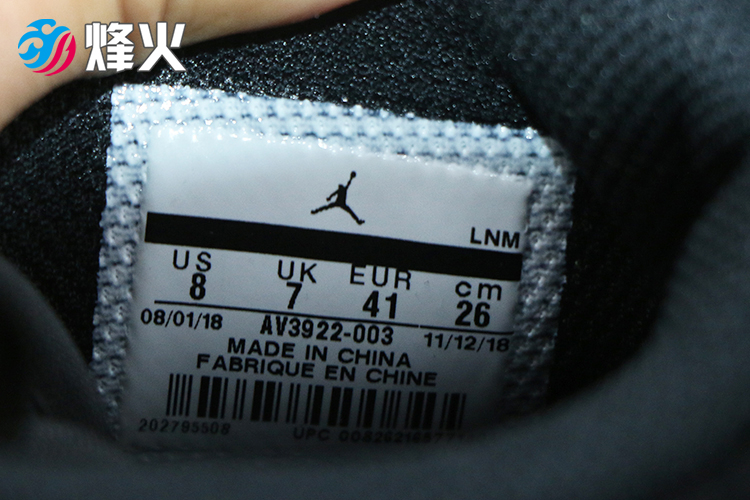 烽火
LNM
US UK EUR cm
8 7 41 26
08/01/18 AV3922-003 11/12/18
MADE IN CHINA
FABRIQUE EN CHINE
202795508 UPC